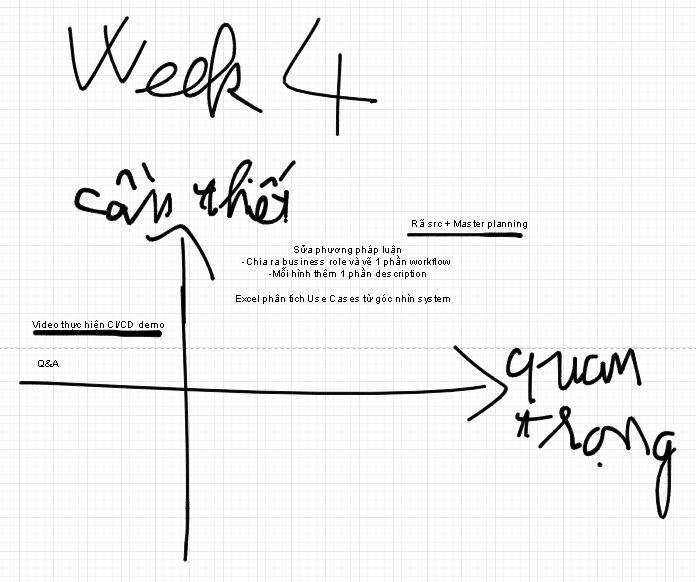 Week 4
cần thiết
Rã src + Master planning
Sửa phương pháp luận
-Chia ra business role và vẽ 1 phần workflow
-Mỗi hình thêm 1 phần description
Excel phân tích Use Cases từ góc nhìn system
Video thực hiện CI/CD demo
Q&A
quan
trọng